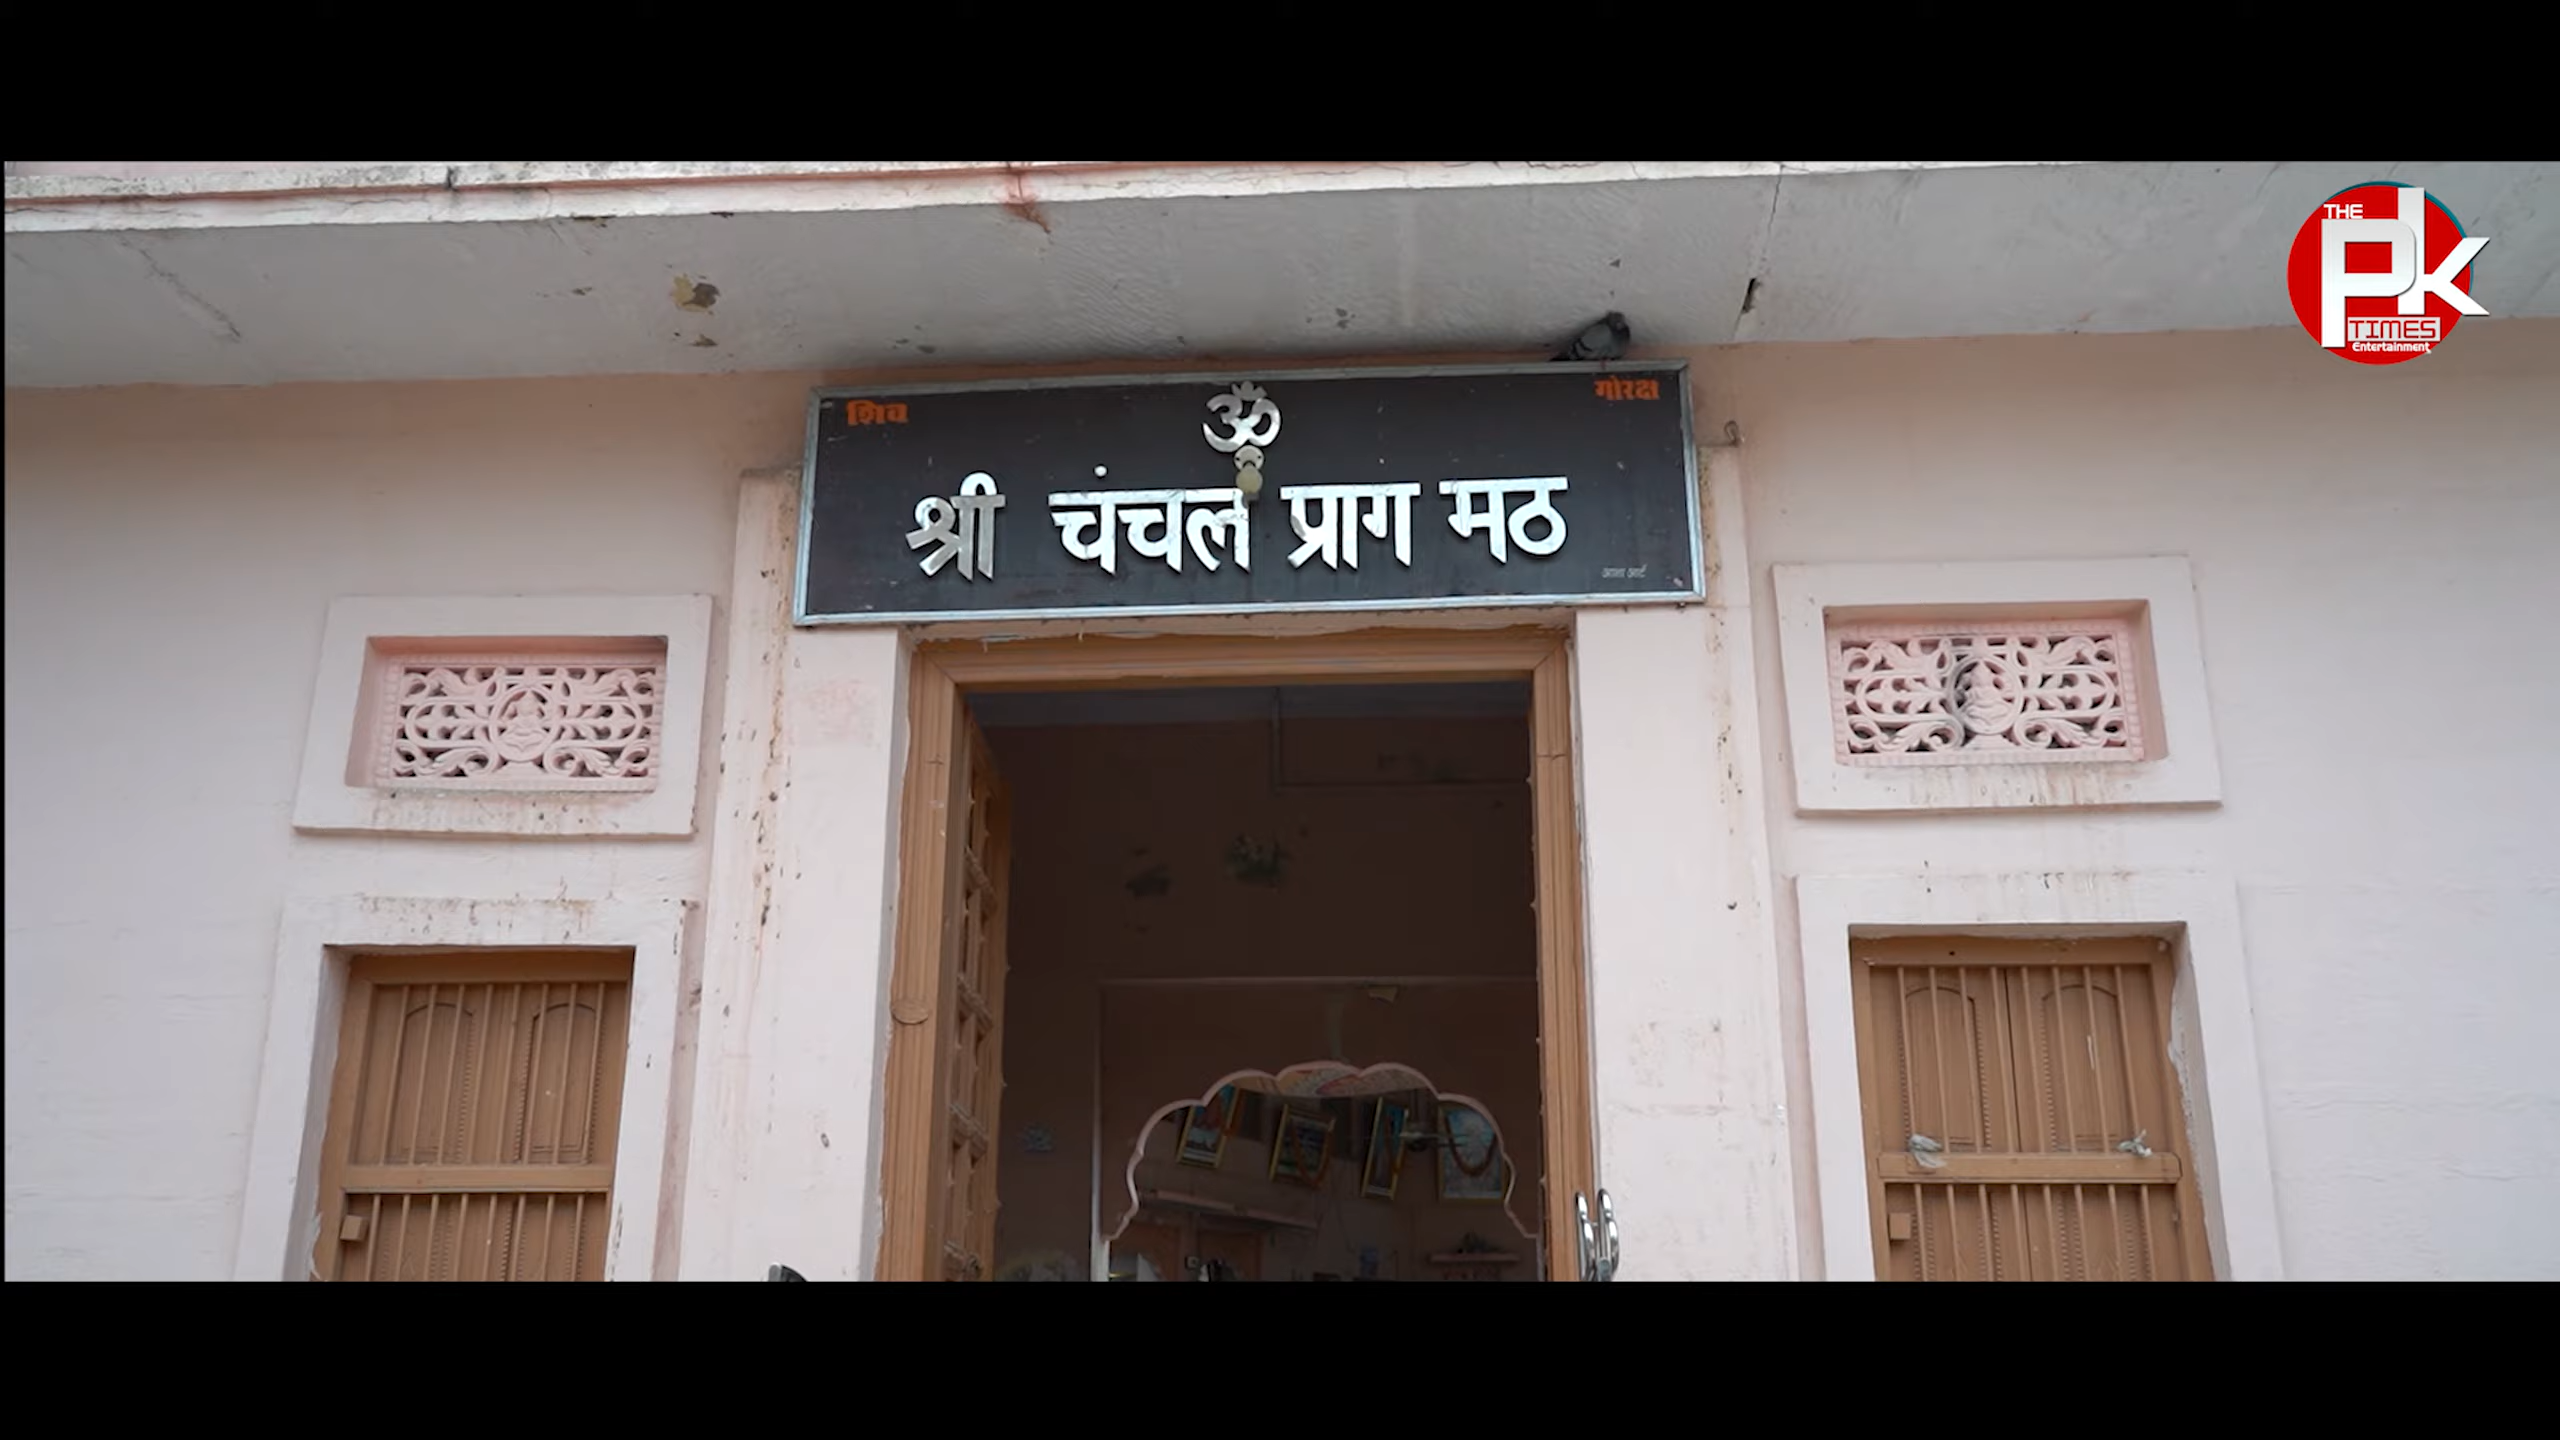 THE
PK
TIMES
Entertainment
शिव
गोरक्ष
ॐ
श्री चंचल प्राग मठ